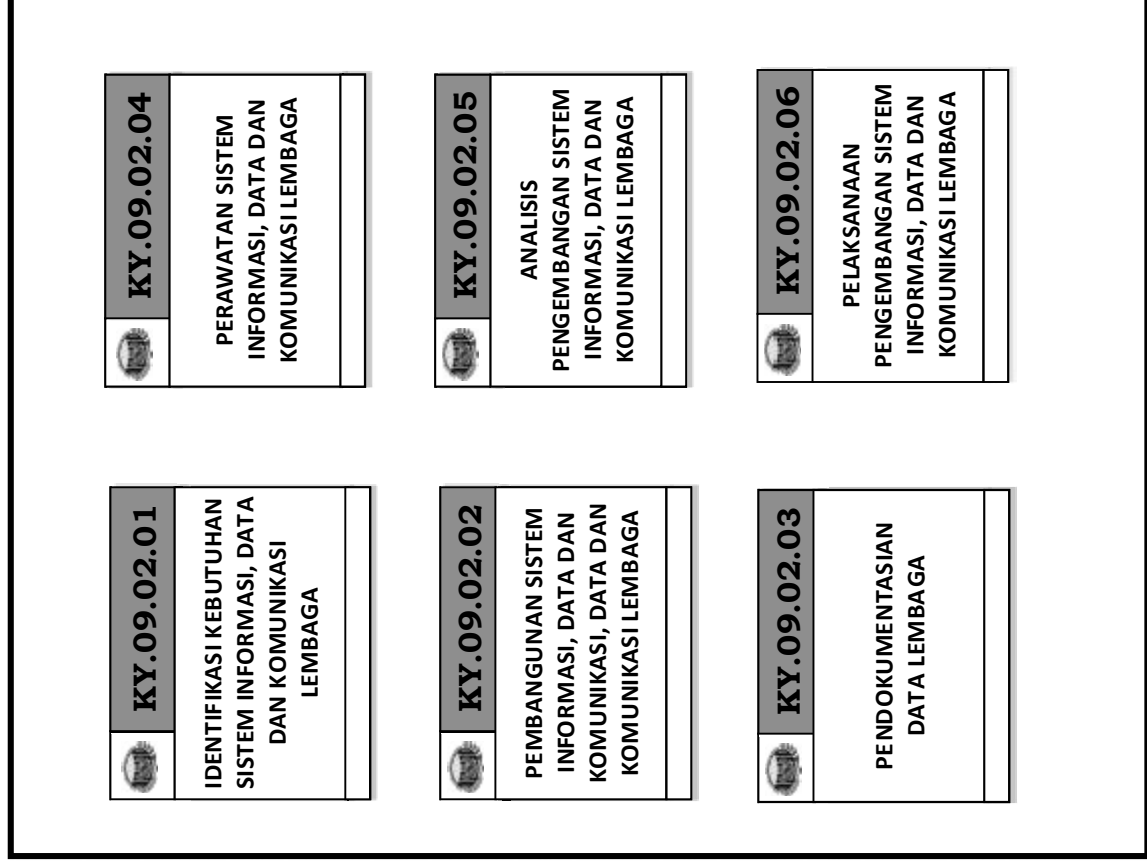 KY.09.02.01
IDENTIFIKASI KEBUTUHAN
SISTEM INFORMASI, DATA
DAN KOMUNIKASI
LEMBAGA
KY.09.02.02
PEMBANGUNAN SISTEM
INFORMASI, DATA DAN
KOMUNIKASI, DATA DAN
KOMUNIKASI LEMBAGA
KY.09.02.03
PENDOKUMENTASIAN
DATA LEMBAGA
KY.09.02.04
PERAWATAN SISTEM
INFORMASI, DATA DAN
KOMUNIKASI LEMBAGA
KY.09.02.05
ANALISIS
PENGEMBANGAN SISTEM
INFORMASI, DATA DAN
KOMUNIKASI LEMBAGA
KY.09.02.06
PELAKSANAAN
PENGEMBANGAN SISTEM
INFORMASI, DATA DAN
KOMUNIKASI LEMBAGA